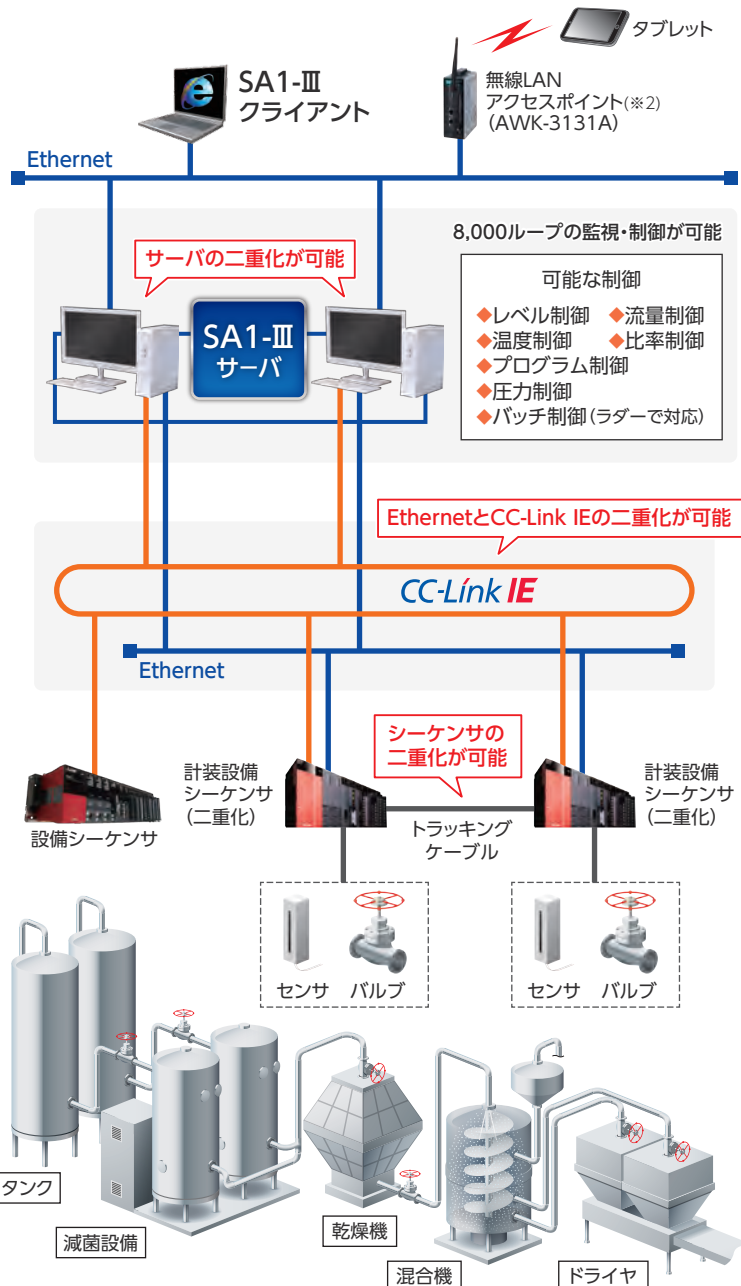 タブレット
SA1-Ⅲ
クライアント
無線LAN
アクセスポイント(※2)
(AWK-3131A)
Ethernet
8,000ループの監視・制御が可能
サーバの二重化が可能
可能な制御
◆レベル制御 ◆流量制御
◆温度制御 ◆比率制御
◆プログラム制御
◆圧力制御
◆バッチ制御(ラダーで対応)
SA1-Ⅲ
サーバ
EthernetとCC-Link IEの二重化が可能
CC-Link IE
Ethernet
シーケンサの
二重化が可能
設備シーケンサ
計装設備
シーケンサ
(二重化)
トラッキング
ケーブル
計装設備
シーケンサ
(二重化)
センサ バルブ
センサ バルブ
タンク
滅菌設備
乾燥機
混合機
ドライヤ